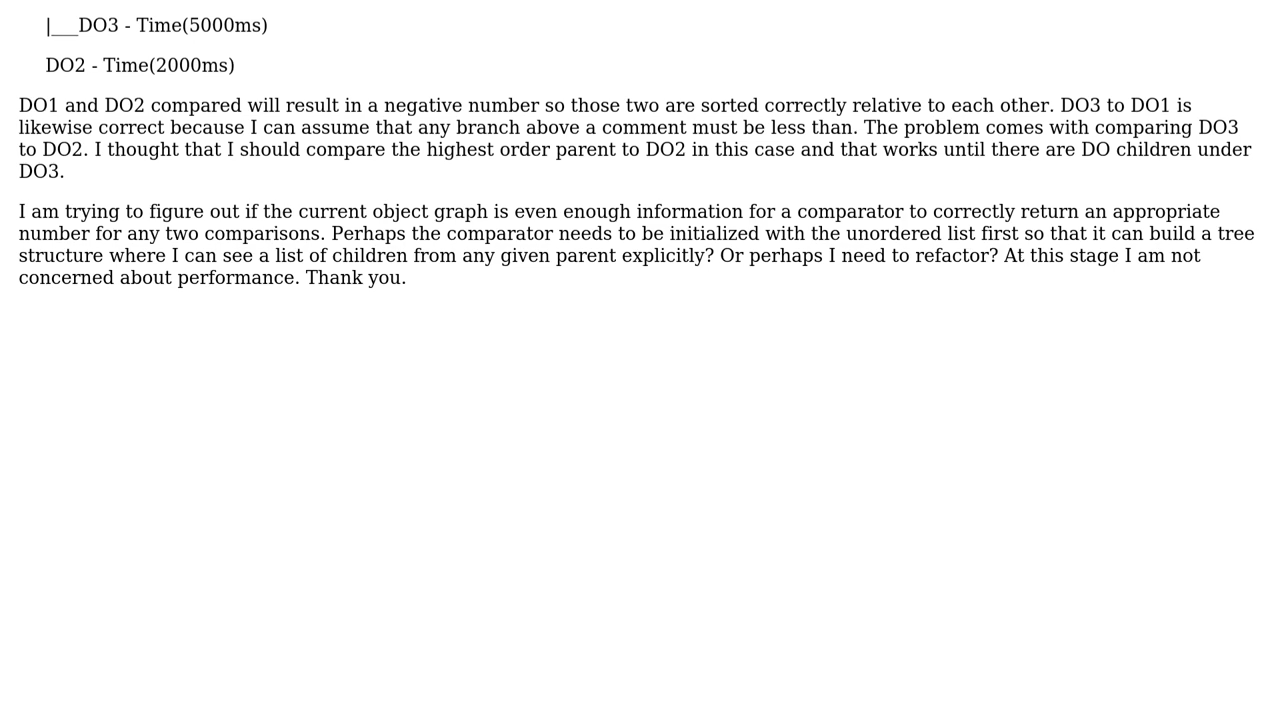 |___DO3 - Time(5000ms)
DO2 - Time(2000ms)
DO1 and DO2 compared will result in a negative number so those two are sorted correctly relative to each other. DO3 to DO1 is
likewise correct because I can assume that any branch above a comment must be less than. The problem comes with comparing DO3
to DO2. I thought that I should compare the highest order parent to DO2 in this case and that works until there are DO children under
DO3.
I am trying to figure out if the current object graph is even enough information for a comparator to correctly return an appropriate
number for any two comparisons. Perhaps the comparator needs to be initialized with the unordered list first so that it can build a tree
structure where I can see a list of children from any given parent explicitly? Or perhaps I need to refactor? At this stage I am not
concerned about performance. Thank you.